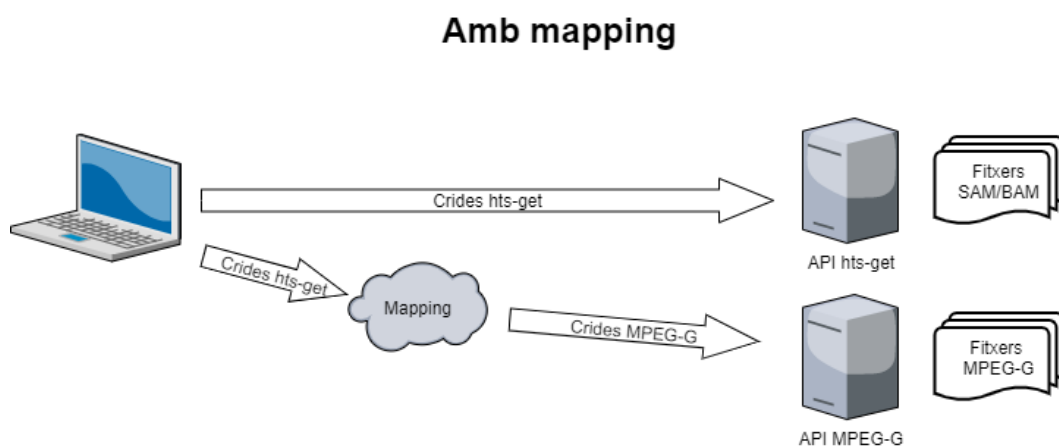 Amb mapping
Crides hts-get
Fitxers
SAM/BAM
API hts-get
Crides hts-get
Mapping
Crides MPEG-G
Fitxers
MPEG-G
API MPEG-G